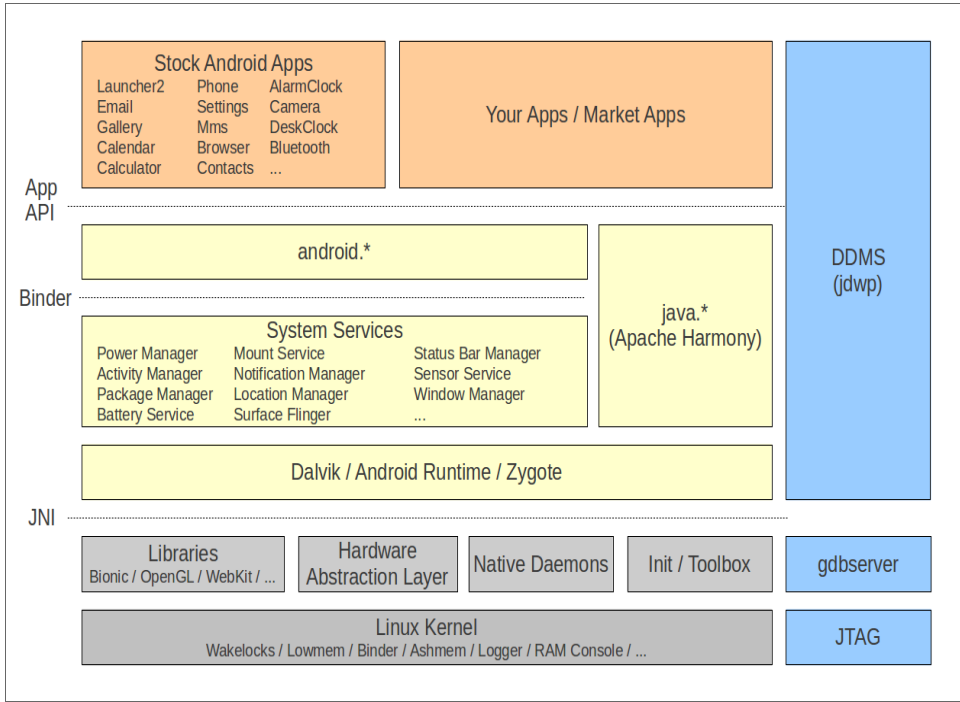 Stock Android Apps
Launcher2 Phone AlarmClock
Email Settings Camera
Gallery Mms DeskClock
Calendar Browser Bluetooth
Calculator Contacts ...
Your Apps / Market Apps
App
API
android.*
Binder
java.*
(Apache Harmony)
DDMS
(jdwp)
System Services
Power Manager Mount Service Status Bar Manager
Activity Manager Notification Manager Sensor Service
Package Manager Location Manager Window Manager
Battery Service Surface Flinger ...
Dalvik / Android Runtime / Zygote
JNI
Libraries
Bionic / OpenGL / WebKit / ...
Hardware
Abstraction Layer
Native Daemons
Init / Toolbox
gdbserver
Linux Kernel
Wakelocks / Lowmem / Binder / Ashmem / Logger / RAM Console / ...
JTAG